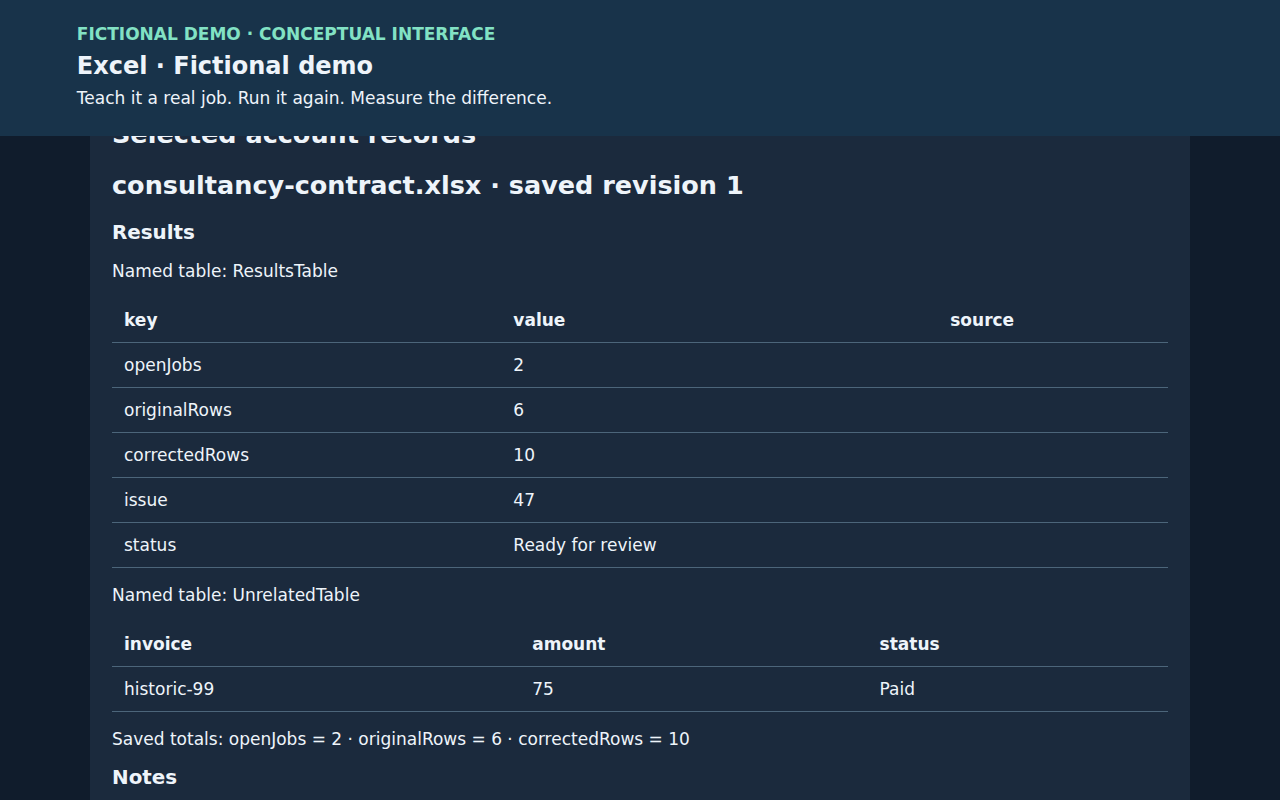 FICTIONAL DEMO · CONCEPTUAL INTERFACE
Excel · Fictional demo
Teach it a real job. Run it again. Measure the difference.
Selected account records
consultancy-contract.xlsx · saved revision 1
Results
Named table: ResultsTable
key value source
openJobs 2
originalRows 6
correctedRows 10
issue 47
status Ready for review
Named table: UnrelatedTable
invoice amount status
historic-99 75 Paid
Saved totals: openJobs = 2 · originalRows = 6 · correctedRows = 10
Notes